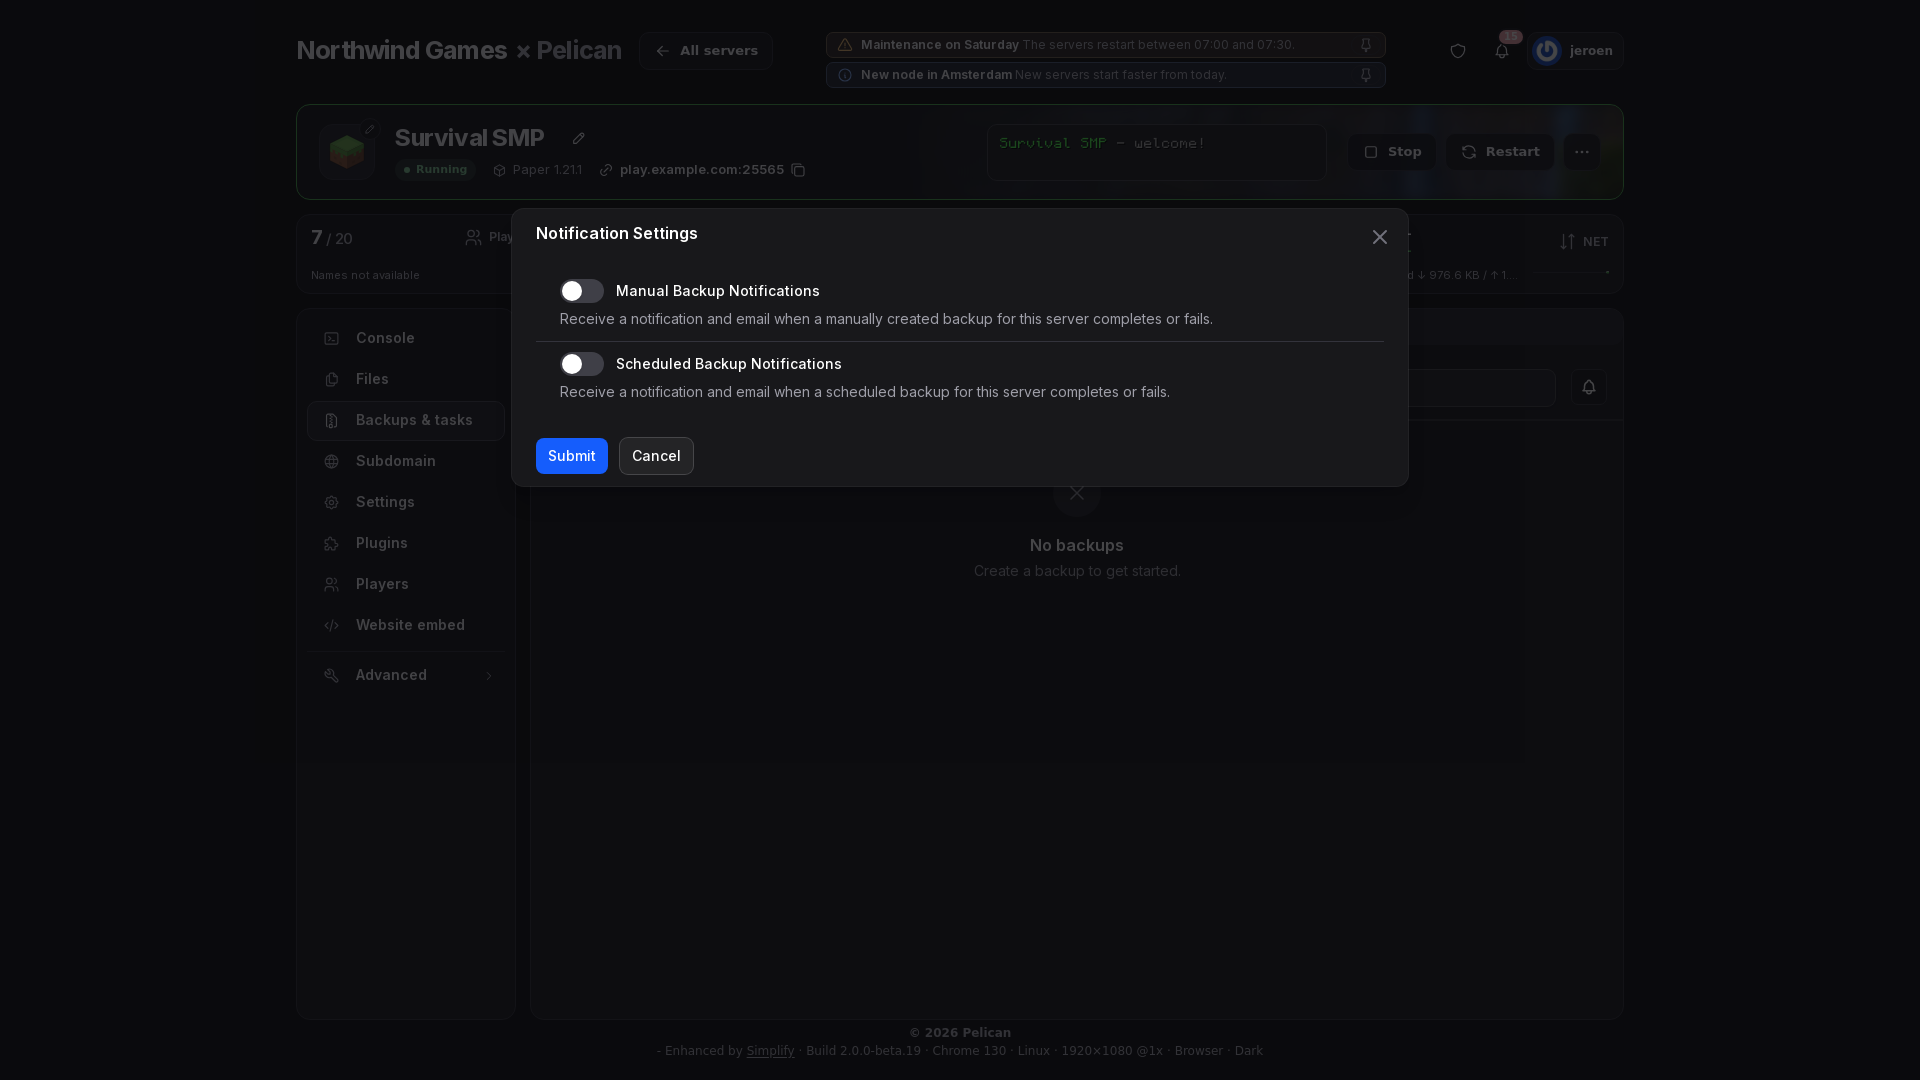 Northwind Games × Pelican
All servers
Maintenance on Saturday The servers restart between 07:00 and 07:30.
New node in Amsterdam New servers start faster from today.
15
jeroen
Survival SMP
Running
Paper 1.21.1
play.example.com:25565
Survival SMP - welcome!
Stop
Restart
7 / 20
Names not available
NET
↓ 976.6 KB / ↑ 1...
Notification Settings
Manual Backup Notifications
Receive a notification and email when a manually created backup for this server completes or fails.
Scheduled Backup Notifications
Receive a notification and email when a scheduled backup for this server completes or fails.
Submit
Cancel
Console
Files
Backups & tasks
Subdomain
Settings
Plugins
Players
Website embed
Advanced
No backups
Create a backup to get started.
© 2026 Pelican
- Enhanced by Simplify · Build 2.0.0-beta.19 · Chrome 130 · Linux · 1920×1080 @1x · Browser · Dark